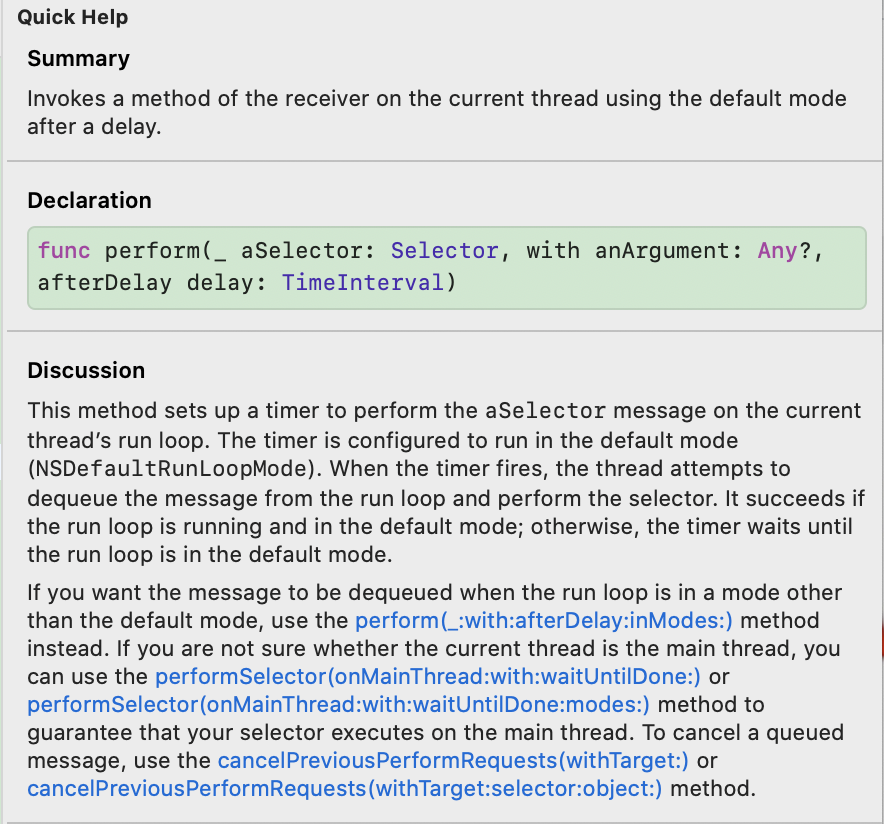 Quick Help
Summary
Invokes a method of the receiver on the current thread using the default mode
after a delay.
Declaration
func perform(_ aSelector: Selector, with anArgument: Any?,
afterDelay delay: TimeInterval)
Discussion
This method sets up a timer to perform the aSelector message on the current
thread’s run loop. The timer is configured to run in the default mode
(NSDefaultRunLoopMode). When the timer fires, the thread attempts to
dequeue the message from the run loop and perform the selector. It succeeds if
the run loop is running and in the default mode; otherwise, the timer waits until
the run loop is in the default mode.
If you want the message to be dequeued when the run loop is in a mode other
than the default mode, use the perform(_:with:afterDelay:inModes:) method
instead. If you are not sure whether the current thread is the main thread, you
can use the performSelector(onMainThread:with:waitUntilDone:) or
performSelector(onMainThread:with:waitUntilDone:modes:) method to
guarantee that your selector executes on the main thread. To cancel a queued
message, use the cancelPreviousPerformRequests(withTarget:) or
cancelPreviousPerformRequests(withTarget:selector:object:) method.